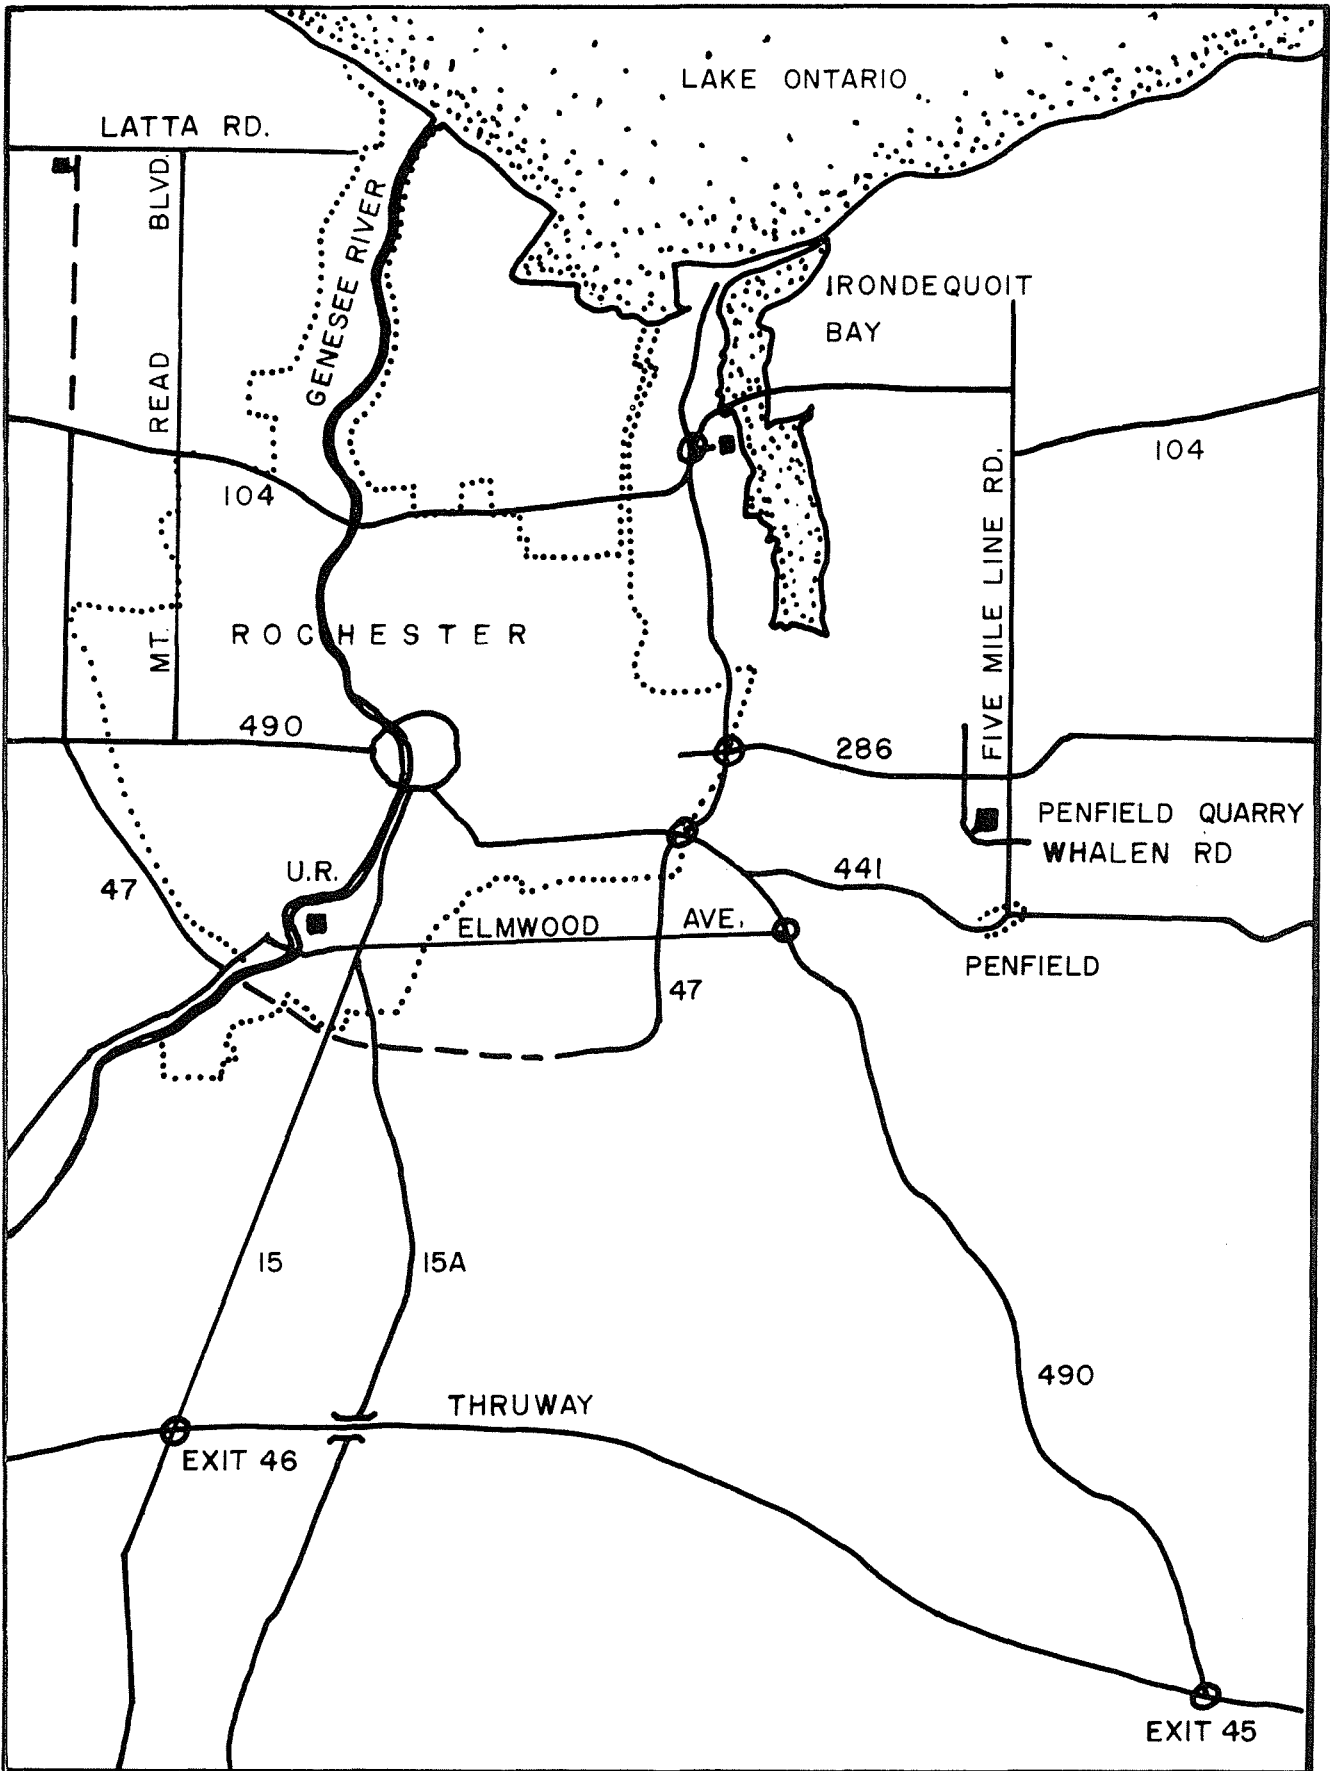 LAKE ONTARIO
LATTA RD.
MT. READ BLVD.
GENESEE RIVER
IRONDEQUOIT
BAY
104
104
FIVE MILE LINE RD.
ROCHESTER
490
286
PENFIELD QUARRY
WHALEN RD
47
U.R.
441
ELMWOOD AVE.
PENFIELD
47
15
15A
490
THRUWAY
EXIT 46
EXIT 45